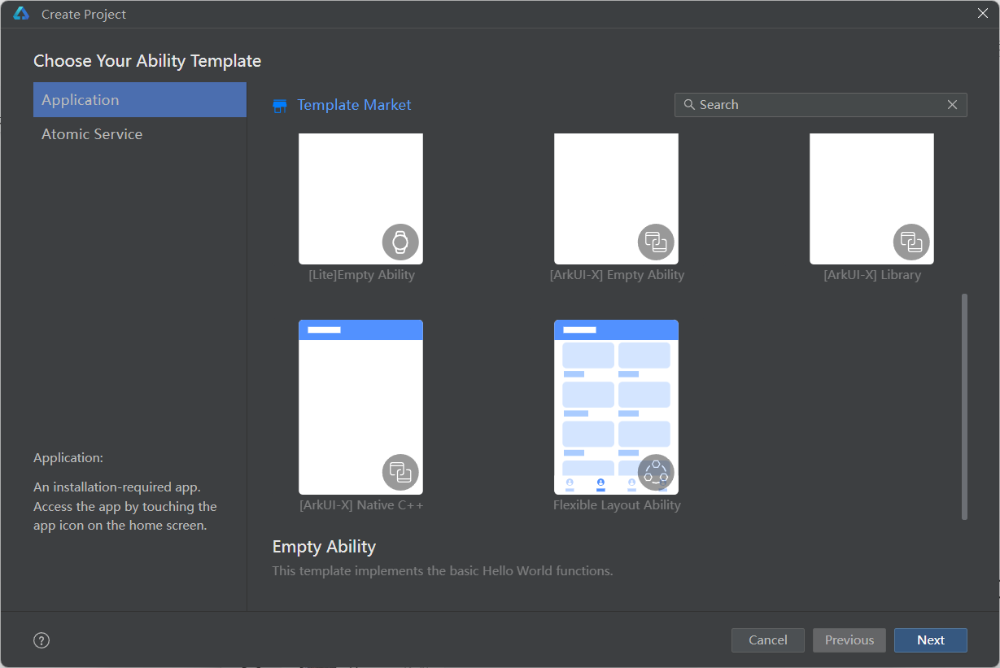 Create Project
Choose Your Ability Template
Application
Atomic Service
Template Market
Search
[Lite]Empty Ability
[ArkUI-X] Empty Ability
[ArkUI-X] Library
[ArkUI-X] Native C++
Flexible Layout Ability
Application:
An installation-required app.
Access the app by touching the
app icon on the home screen.
Empty Ability
This template implements the basic Hello World functions.
?
Cancel
Previous
Next